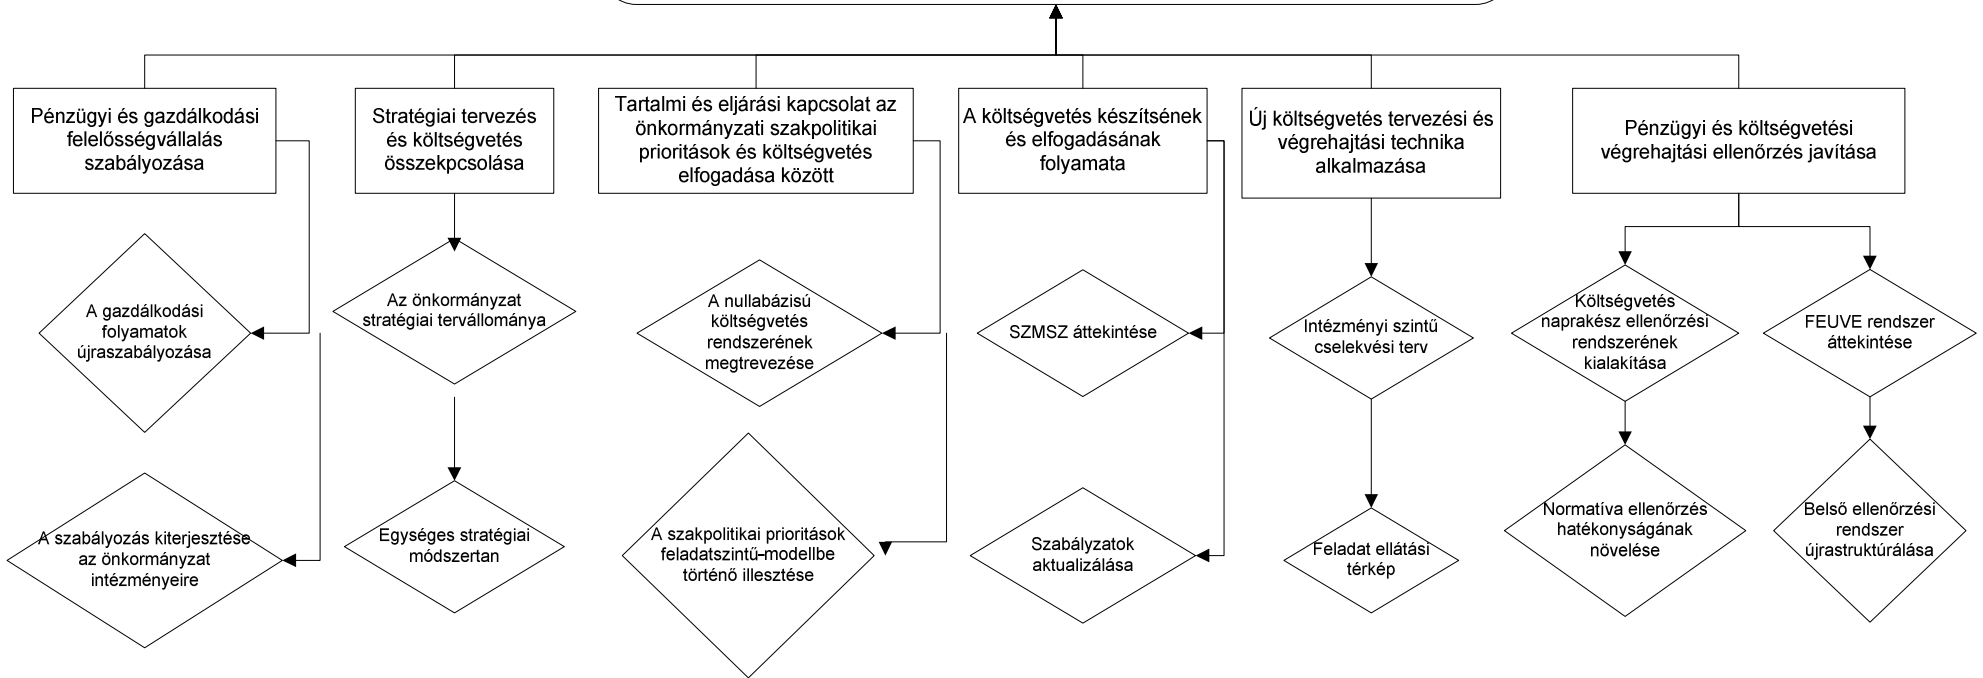 Pénzügyi és gazdálkodási
felelősségvállalás
szabályozása
Stratégiai tervezés
és költségvetés
összekpcsolása
Tartalmi és eljárási kapcsolat az
önkormányzati szakpolitikai
prioritások és költségvetés
elfogadása között
A költségvetés készítsének
és elfogadásának
folyamata
Új költségvetés tervezési és
végrehajtási technika
alkalmazása
Pénzügyi és költségvetési
végrehajtási ellenőrzés javítása
A gazdálkodási
folyamatok
újraszabályozása
Az önkormányzat
stratégiai tervállománya
A nullabázisú
költségvetés
rendszerének
megtrevezése
SZMSZ áttekintése
Intézményi szintű
cselekvési terv
Költségvetés
naprakész ellenőrzési
rendszerének
kialakítása
FEUVE rendszer
áttekintése
A szabályozás kiterjesztése
az önkormányzat
intézményeire
Egységes stratégiai
módszertan
A szakpolitikai prioritások
feladatszintű-modellbe
történő illesztése
Szabályzatok
aktualizálása
Feladat ellátási
térkép
Normatíva ellenőrzés
hatékonyságának
növelése
Belső ellenőrzési
rendszer
újrastruktúrálása